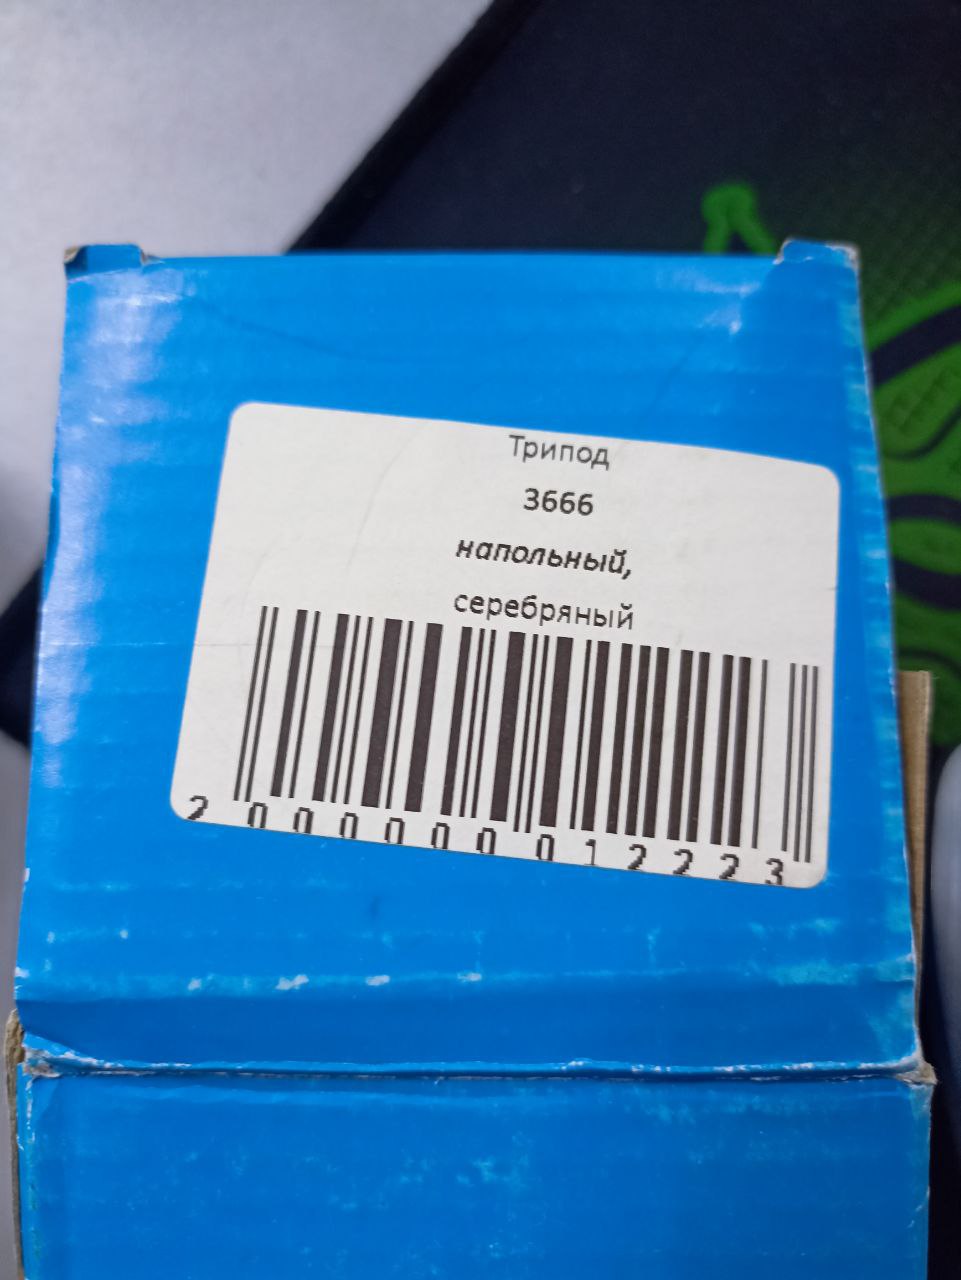 Трипод
3666
напольный,
серебряный
2 000000 012223